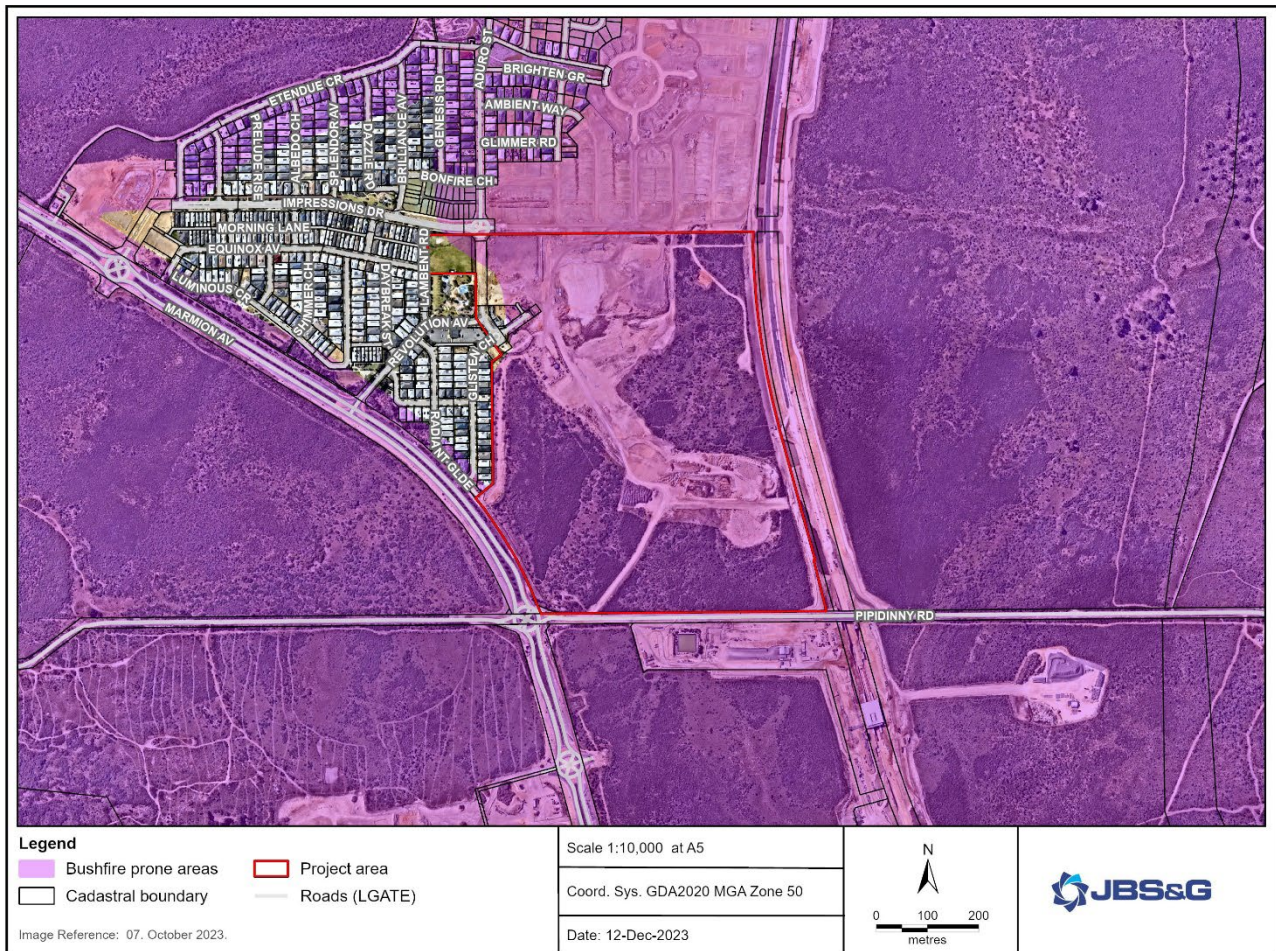 ETENDUE CR
ADURO ST
BRIGHTEN GR
AMBIENT WAY
GLIMMER RD
PRELUDE RISE
ALBEDO CH
SPLENDOR AV
DAZZLE RD
BRILLIANCE AV
GENESIS RD
BONFIRE CH
IMPRESSIONS DR
MORNING LANE
EQUINOX AV
LAMBENT RD
LUMINOUS CR
SHIMMER CH
DAYBREAK ST
REVOLUTION AV
MARMION AV
GLISTEN CH
RADIANT GLDE
PIPIDINNY RD
Legend
Bushfire prone areas
Project area
Cadastral boundary
Roads (LGATE)
Image Reference: 07. October 2023.
Scale 1:10,000 at A5
Coord. Sys. GDA2020 MGA Zone 50
Date: 12-Dec-2023
N
0 100 200
metres
JBS&G